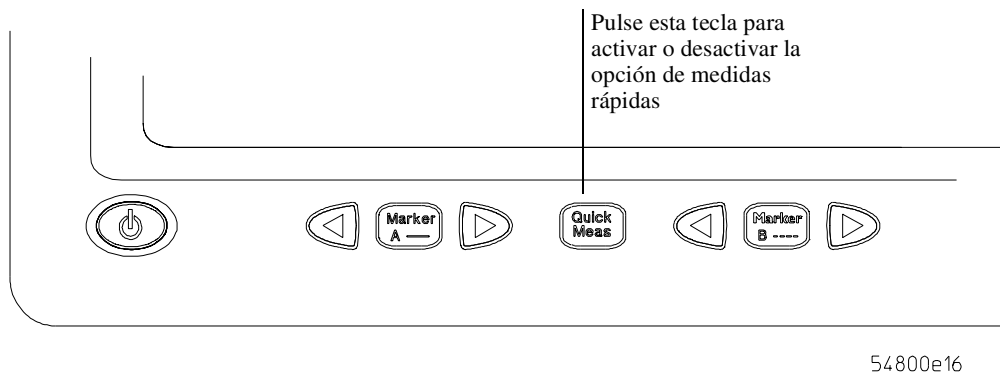 Pulse esta tecla para
activar o desactivar la
opción de medidas
rápidas
Marker
A —
Quick
Meas
Marker
B ----
54800e16